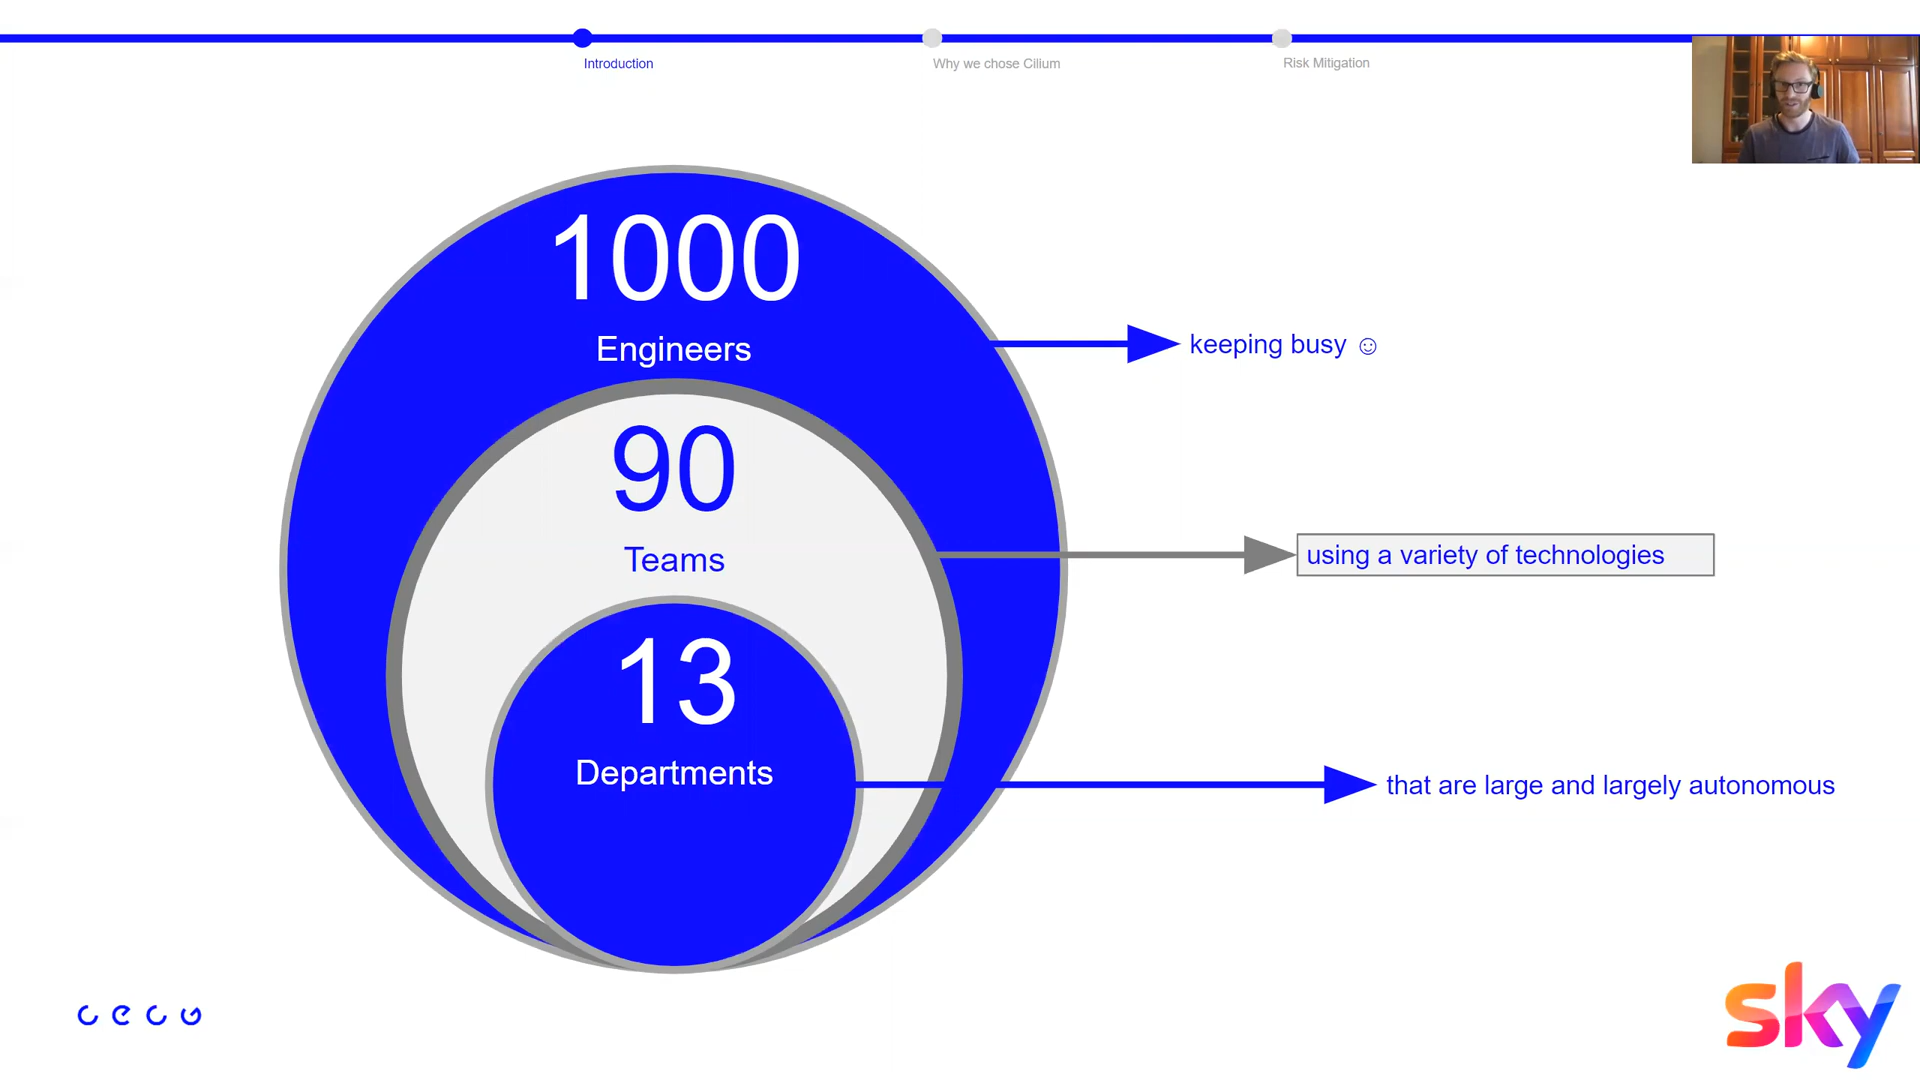 Introduction
Why we chose Cilium
Risk Mitigation
1000
Engineers
keeping busy ☺
90
Teams
using a variety of technologies
13
Departments
that are large and largely autonomous
cecg
sky